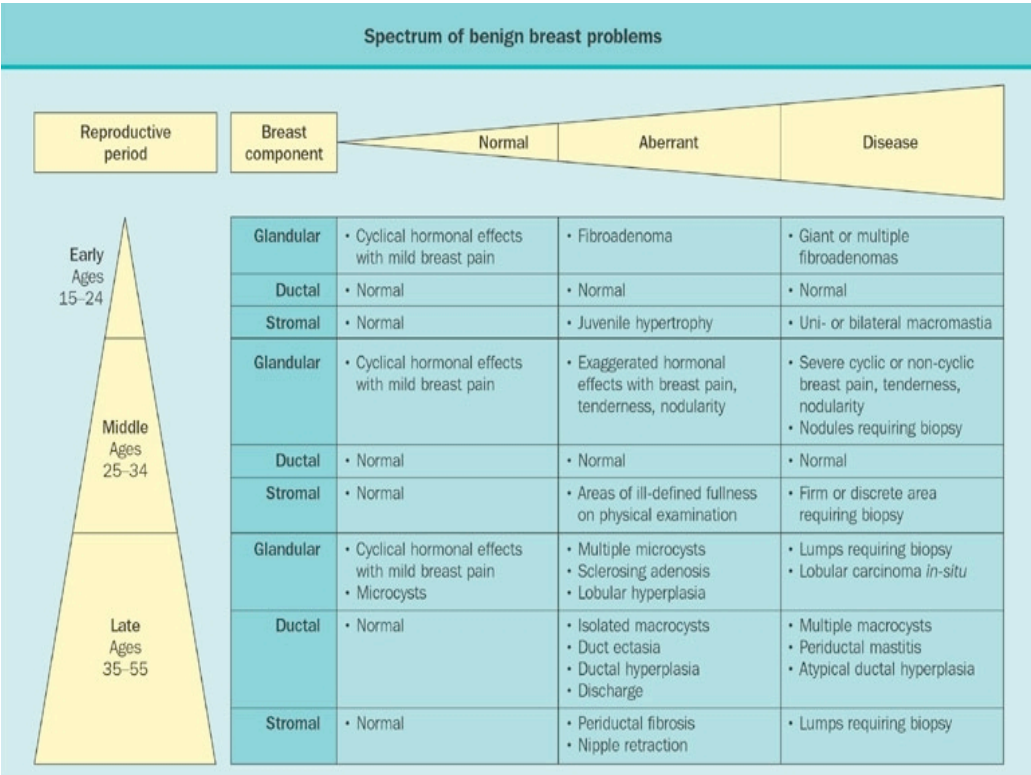 Spectrum of benign breast problems
Reproductive
period
Breast
component
Normal
Aberrant
Disease
Early
Ages
15–24
Glandular
• Cyclical hormonal effects
with mild breast pain
• Fibroadenoma
• Giant or multiple
fibroadenomas
Ductal
• Normal
• Normal
• Normal
Stromal
• Normal
• Juvenile hypertrophy
• Uni- or bilateral macromastia
Middle
Ages
25–34
Glandular
• Cyclical hormonal effects
with mild breast pain
• Exaggerated hormonal
effects with breast pain,
tenderness, nodularity
• Severe cyclic or non-cyclic
breast pain, tenderness,
nodularity
• Nodules requiring biopsy
Ductal
• Normal
• Normal
• Normal
Stromal
• Normal
• Areas of ill-defined fullness
on physical examination
• Firm or discrete area
requiring biopsy
Late
Ages
35–55
Glandular
• Cyclical hormonal effects
with mild breast pain
• Microcysts
• Multiple microcysts
• Sclerosing adenosis
• Lobular hyperplasia
• Lumps requiring biopsy
• Lobular carcinoma in-situ
Ductal
• Normal
• Isolated macrocysts
• Duct ectasia
• Ductal hyperplasia
• Discharge
• Multiple macrocysts
• Periductal mastitis
• Atypical ductal hyperplasia
Stromal
• Normal
• Periductal fibrosis
• Nipple retraction
• Lumps requiring biopsy